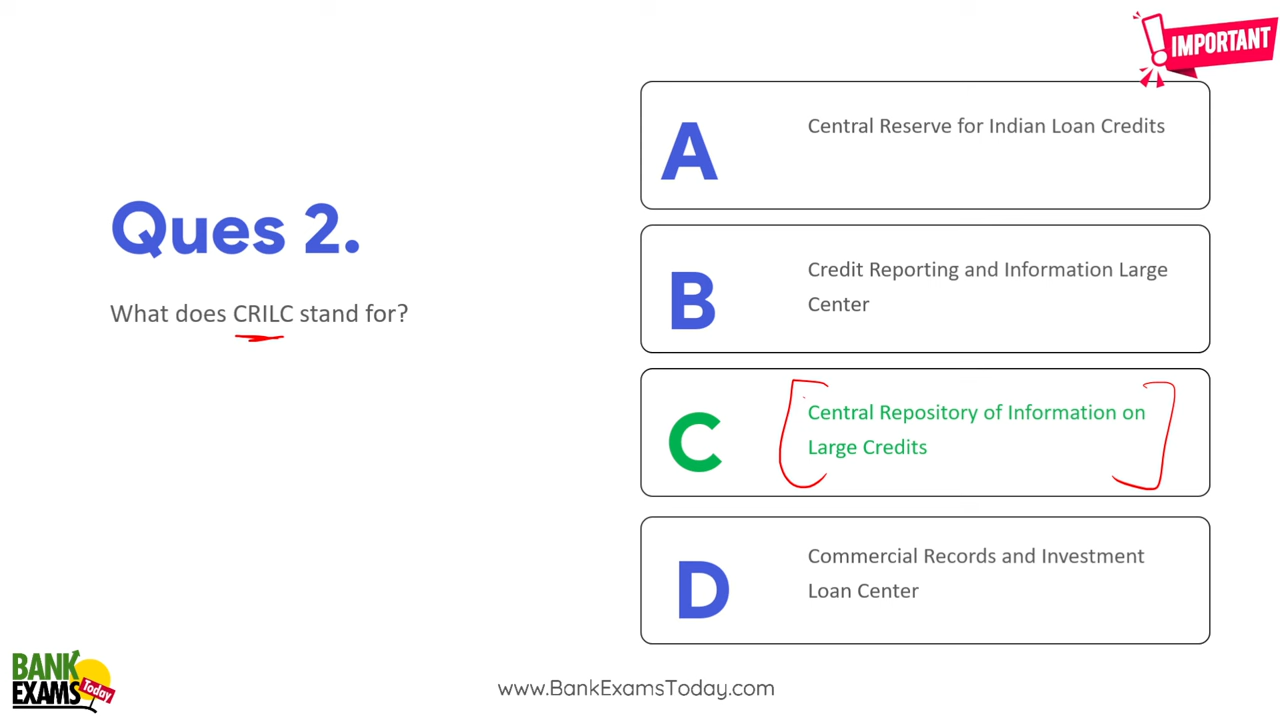 IMPORTANT
Ques 2.
What does CRILC stand for?
A
Central Reserve for Indian Loan Credits
B
Credit Reporting and Information Large
Center
C
Central Repository of Information on
Large Credits
D
Commercial Records and Investment
Loan Center
BANK
EXAMS
Today
www.BankExamsToday.com